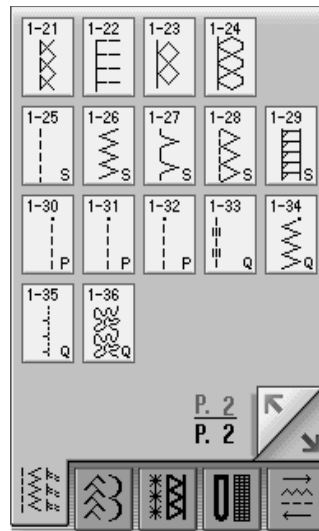 1-21 1-22 1-23 1-24
1-25 S 1-26 S 1-27 S 1-28 S 1-29 S
1-30 P 1-31 P 1-32 P 1-33 Q 1-34 Q
1-35 Q 1-36 Q
P. 2
P. 2